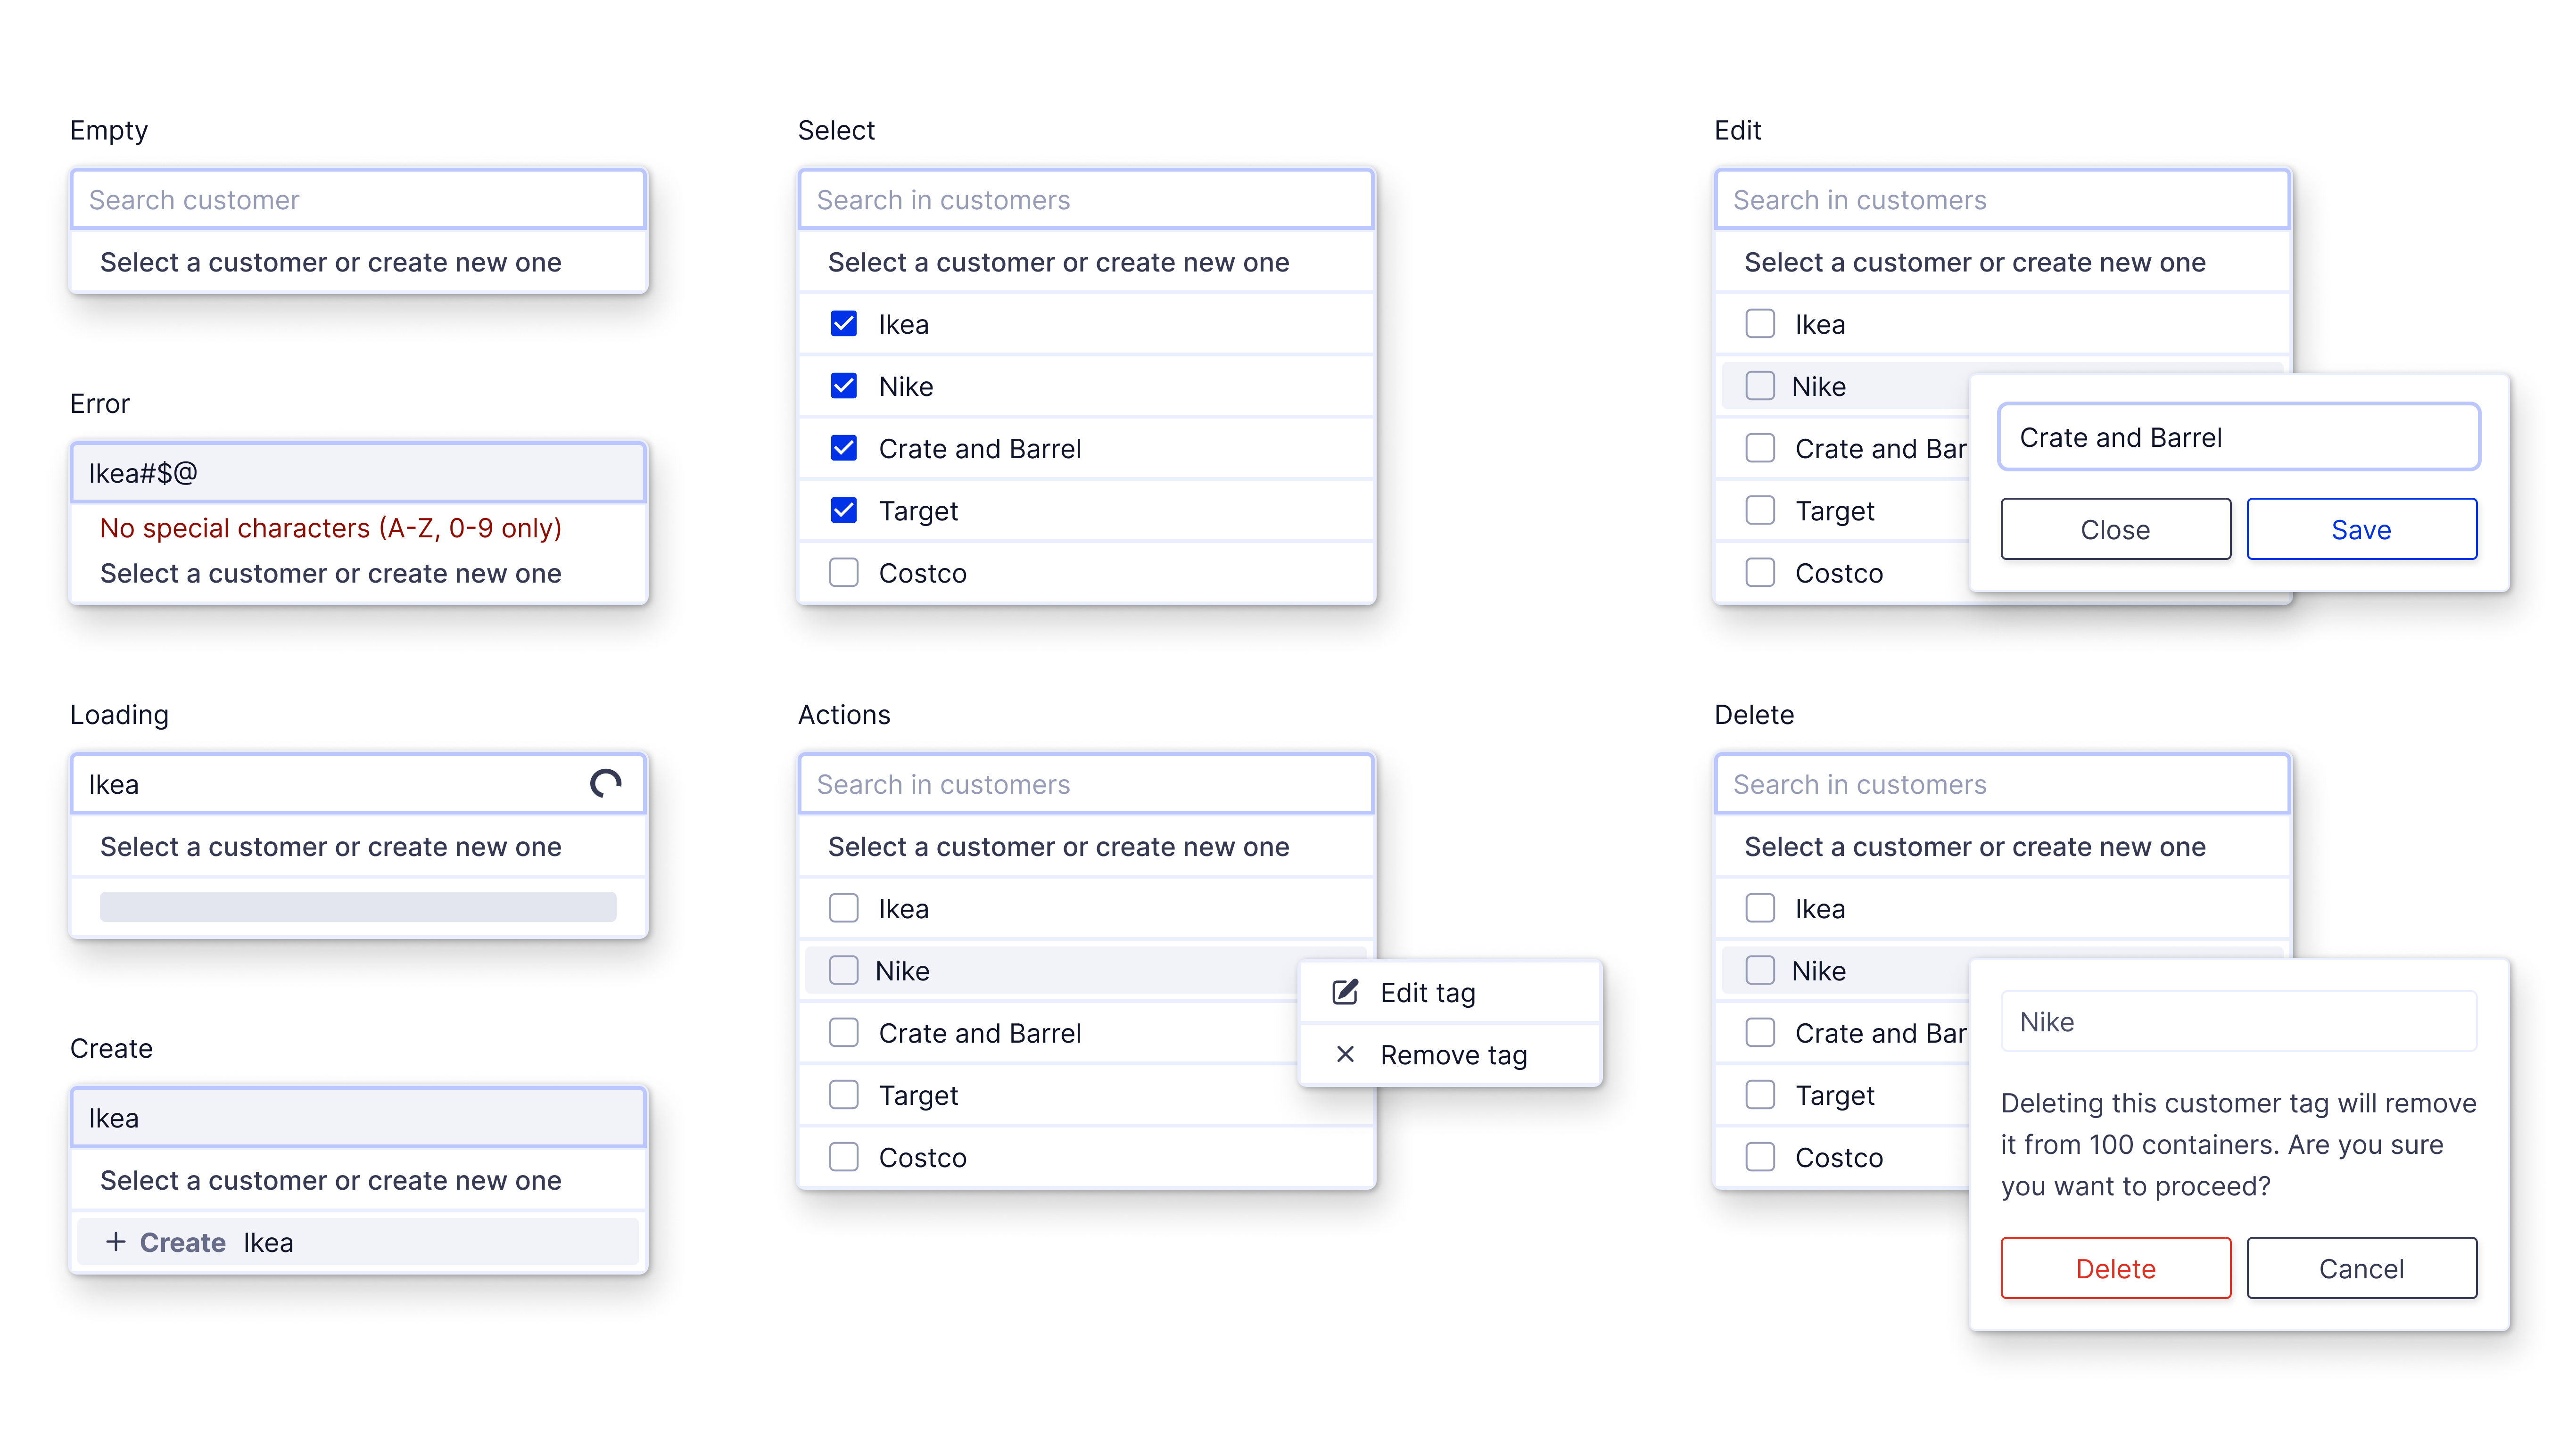 Empty
Search customer
Select a customer or create new one
Error
Ikea#$@
No special characters (A-Z, 0-9 only)
Select a customer or create new one
Loading
Ikea
Select a customer or create new one
Create
Ikea
Select a customer or create new one
Create Ikea
Select
Search in customers
Select a customer or create new one
Ikea
Nike
Crate and Barrel
Target
Costco
Actions
Search in customers
Select a customer or create new one
Ikea
Nike
Crate and Barrel
Target
Costco
Edit tag
Remove tag
Edit
Search in customers
Select a customer or create new one
Ikea
Nike
Crate and Bar
Target
Costco
Crate and Barrel
Close Save
Delete
Search in customers
Select a customer or create new one
Ikea
Nike
Crate and Bar
Target
Costco
Nike
Deleting this customer tag will remove
it from 100 containers. Are you sure
you want to proceed?
Delete Cancel